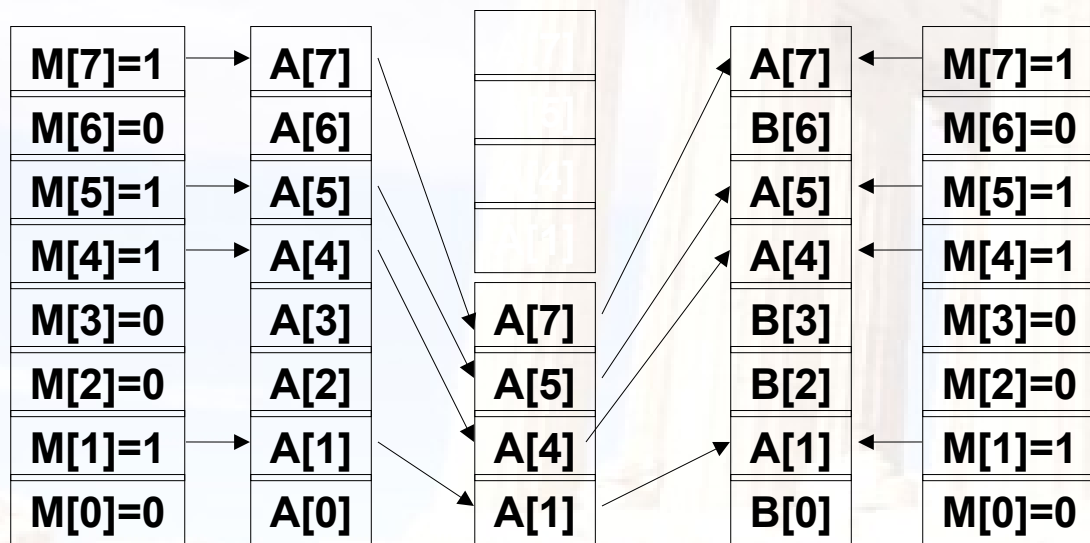 M[7]=1 A[7] A[7] M[7]=1
M[6]=0 A[6] B[6] M[6]=0
M[5]=1 A[5] A[5] M[5]=1
M[4]=1 A[4] A[4] M[4]=1
M[3]=0 A[3] A[7] B[3] M[3]=0
M[2]=0 A[2] A[5] B[2] M[2]=0
M[1]=1 A[1] A[4] A[1] M[1]=1
M[0]=0 A[0] A[1] B[0] M[0]=0